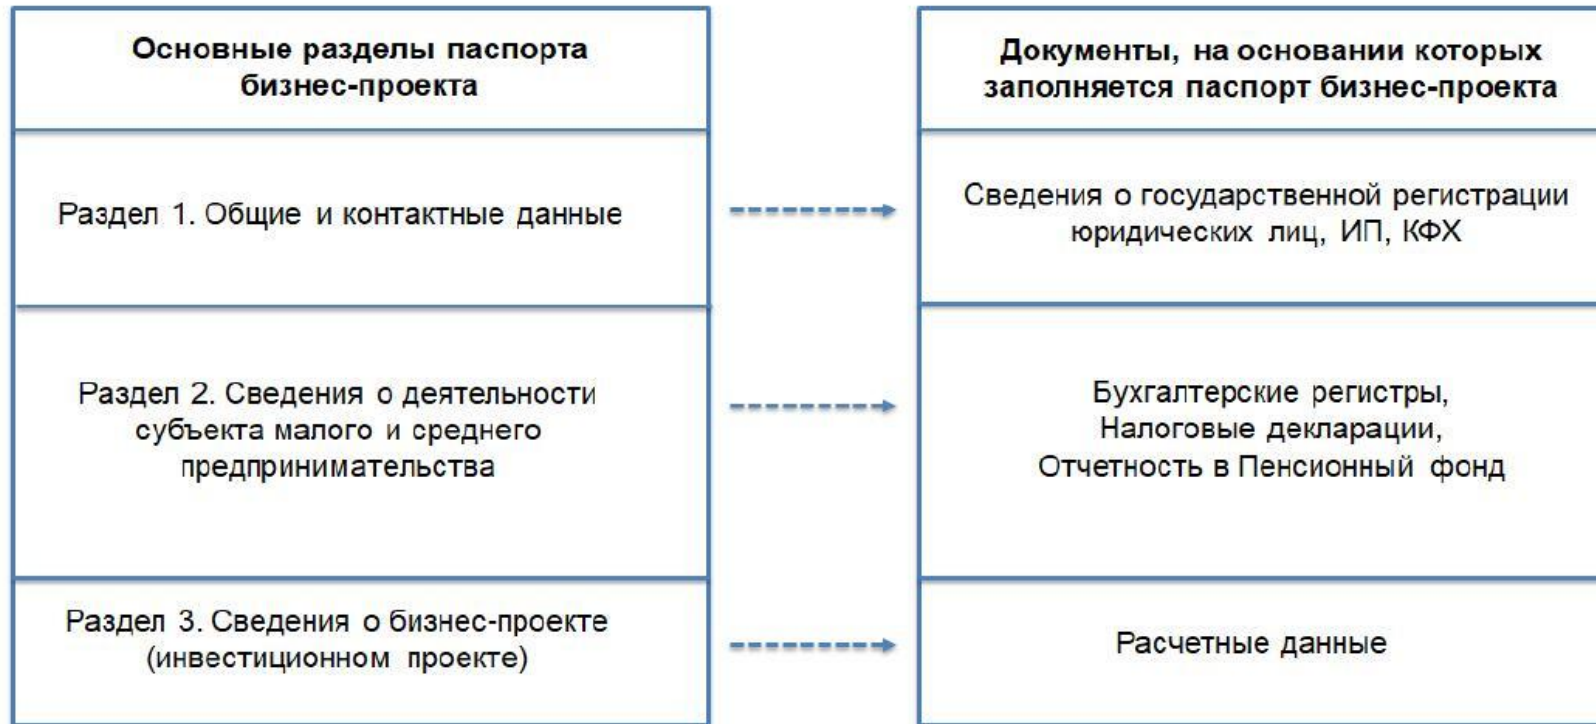 Основные разделы паспорта
бизнес-проекта
Документы, на основании которых
заполняется паспорт бизнес-проекта
Раздел 1. Общие и контактные данные
Сведения о государственной регистрации
юридических лиц, ИП, КФХ
Раздел 2. Сведения о деятельности
субъекта малого и среднего
предпринимательства
Бухгалтерские регистры,
Налоговые декларации,
Отчетность в Пенсионный фонд
Раздел 3. Сведения о бизнес-проекте
(инвестиционном проекте)
Расчетные данные